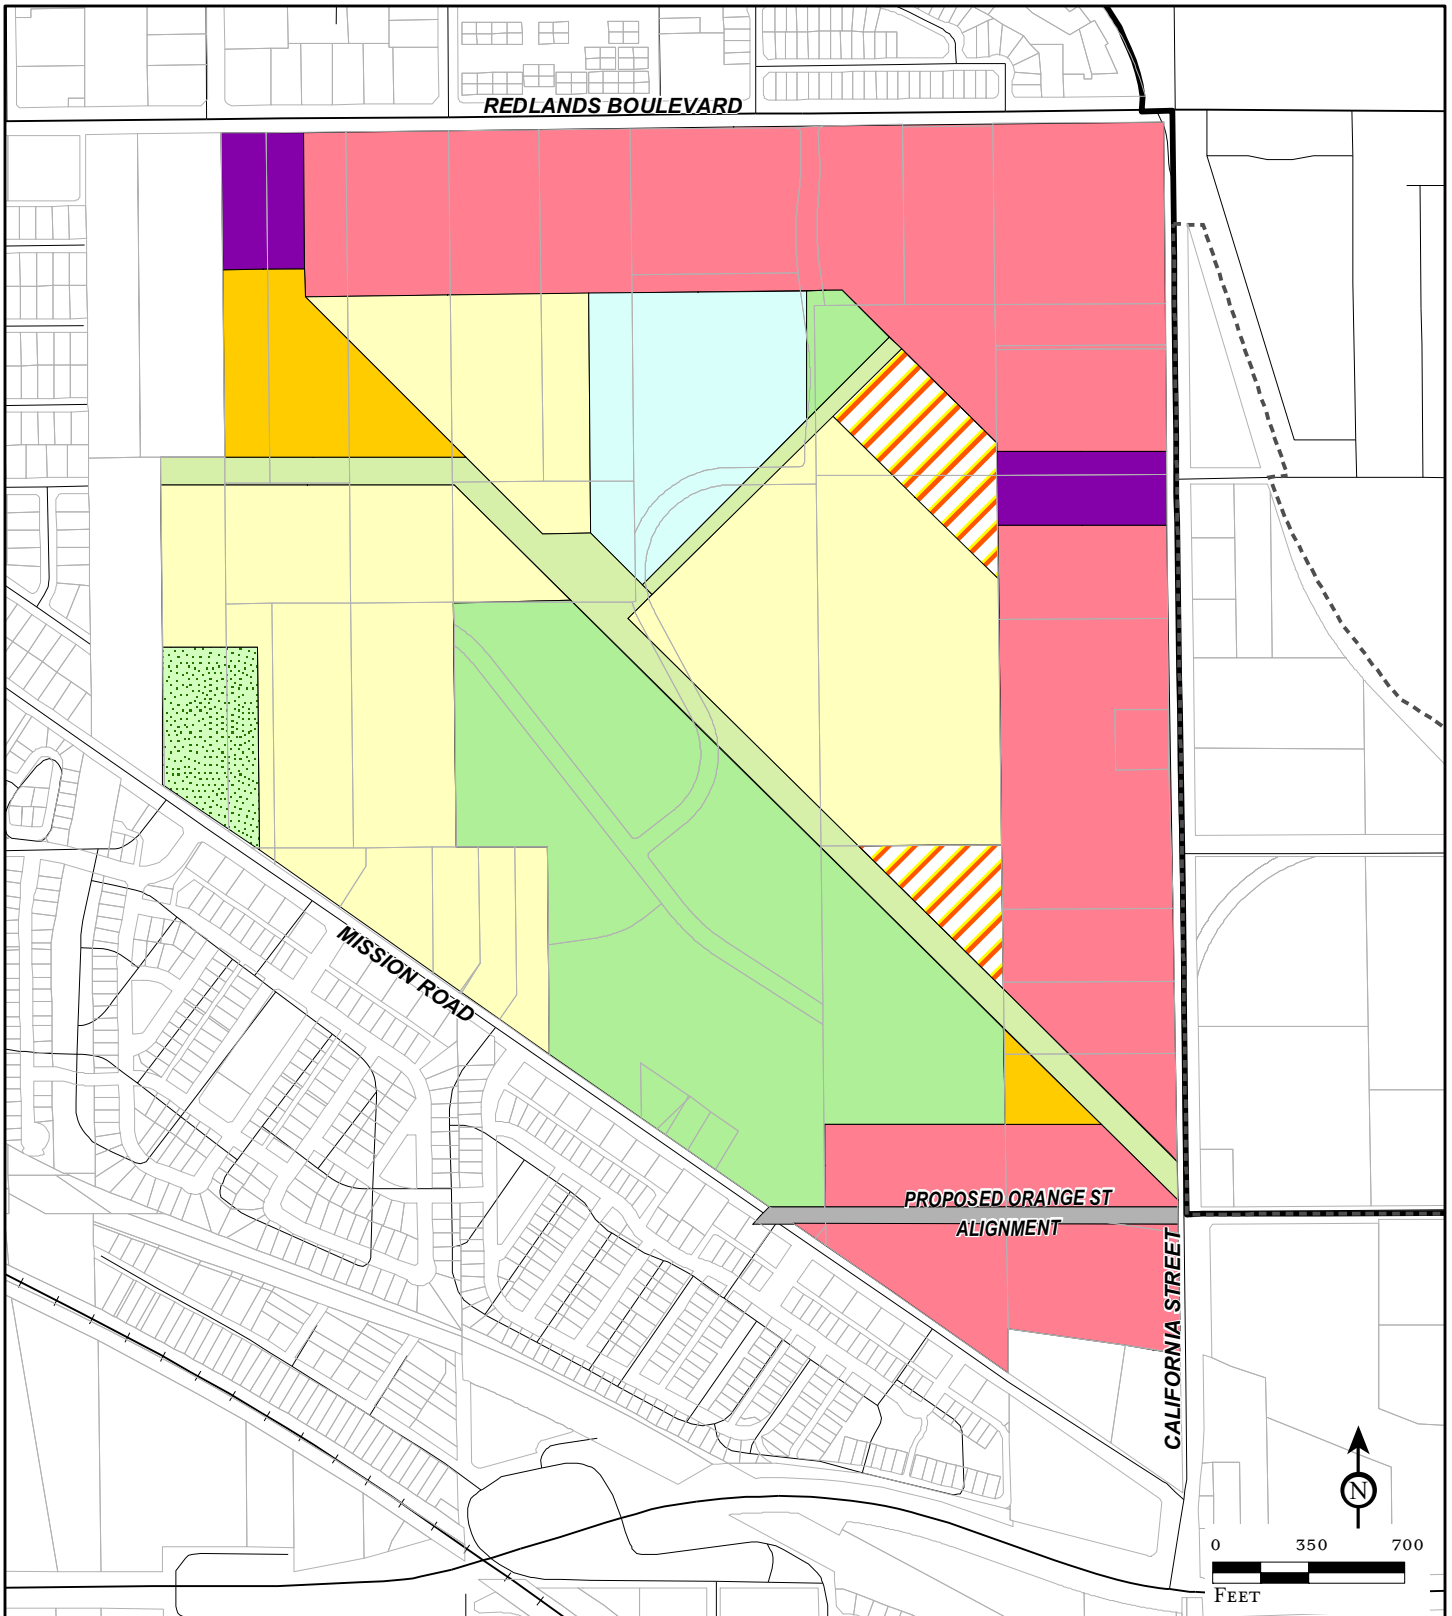 REDLANDS BOULEVARD
MISSION ROAD
PROPOSED ORANGE ST
ALIGNMENT
CALIFORNIA STREET
N
0 350 700
FEET